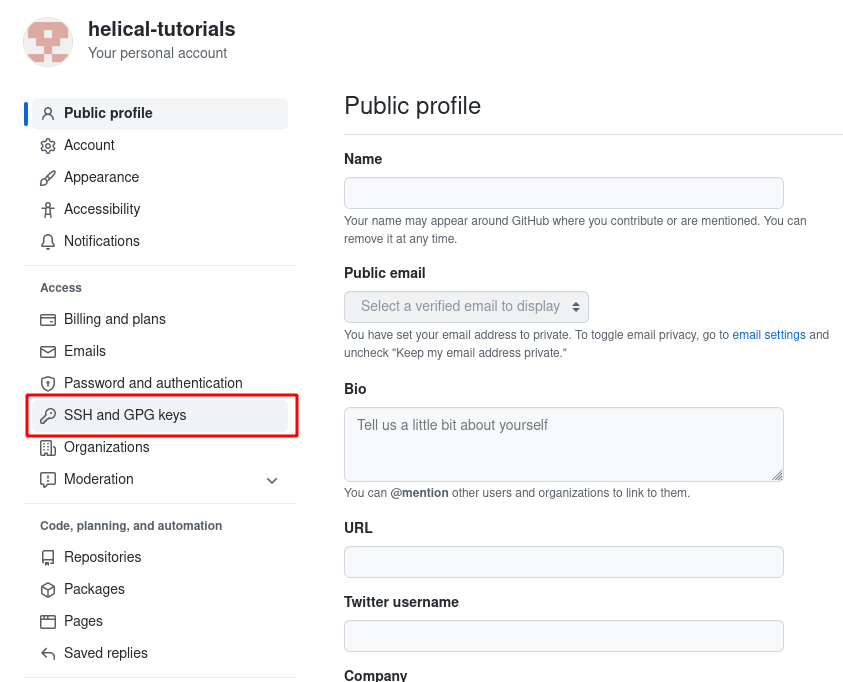 helical-tutorials
Your personal account
Public profile
Account
Appearance
Accessibility
Notifications
Access
Billing and plans
Emails
Password and authentication
SSH and GPG keys
Organizations
Moderation
Code, planning, and automation
Repositories
Packages
Pages
Saved replies
Public profile
Name
Your name may appear around GitHub where you contribute or are mentioned. You can
remove it at any time.
Public email
Select a verified email to display
You have set your email address to private. To toggle email privacy, go to email settings and
uncheck "Keep my email address private."
Bio
Tell us a little bit about yourself
You can @mention other users and organizations to link to them.
URL
Twitter username
Company